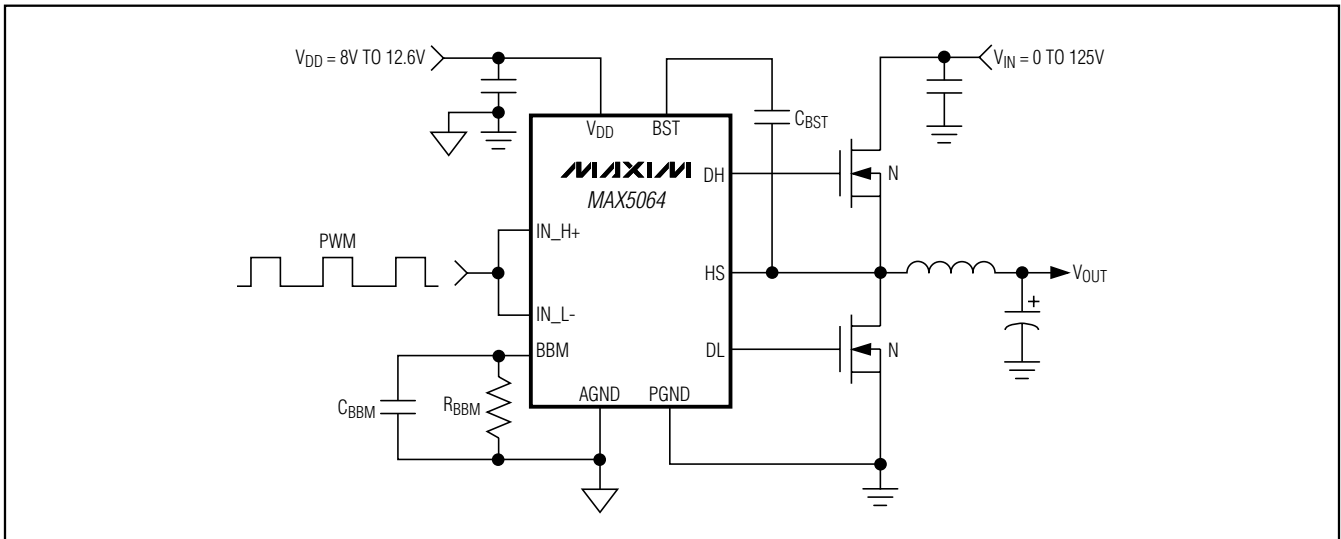 V_DD = 8V TO 12.6V
V_IN = 0 TO 125V
V_DD
BST
C_BST
MAXIM
MAX5064
DH
N
IN_H+
PWM
HS
V_OUT
+
IN_L-
BBM
DL
N
C_BBM
R_BBM
AGND
PGND